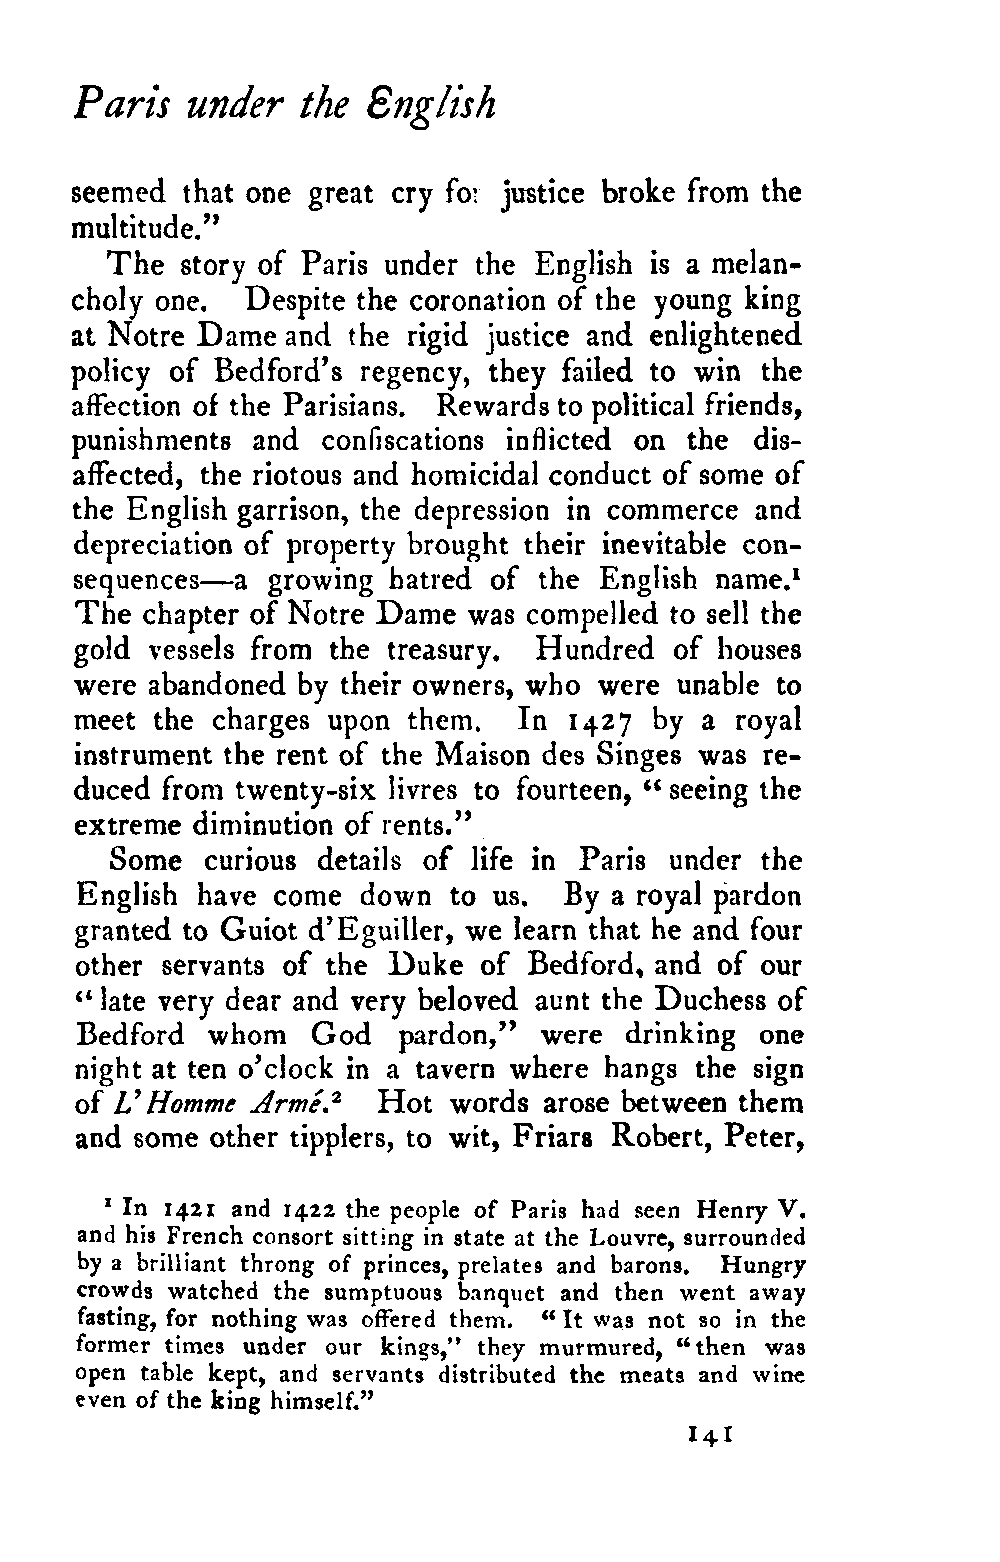 Paris under the English
seemed that one great cry for justice broke from the
multitude.”
The story of Paris under the English is a melan-
choly one. Despite the coronation of the young king
at Notre Dame and the rigid justice and enlightened
policy of Bedford’s regency, they failed to win the
affection of the Parisians. Rewards to political friends,
punishments and confiscations inflicted on the dis-
affected, the riotous and homicidal conduct of some of
the English garrison, the depression in commerce and
depreciation of property brought their inevitable con-
sequences—a growing hatred of the English name.¹
The chapter of Notre Dame was compelled to sell the
gold vessels from the treasury. Hundred of houses
were abandoned by their owners, who were unable to
meet the charges upon them. In 1427 by a royal
instrument the rent of the Maison des Singes was re-
duced from twenty-six livres to fourteen, “seeing the
extreme diminution of rents.”
Some curious details of life in Paris under the
English have come down to us. By a royal pardon
granted to Guiot d’Eguiller, we learn that he and four
other servants of the Duke of Bedford, and of our
“late very dear and very beloved aunt the Duchess of
Bedford whom God pardon,” were drinking one
night at ten o’clock in a tavern where hangs the sign
of L’Homme Armé.² Hot words arose between them
and some other tipplers, to wit, Friars Robert, Peter,
¹ In 1421 and 1422 the people of Paris had seen Henry V.
and his French consort sitting in state at the Louvre, surrounded
by a brilliant throng of princes, prelates and barons. Hungry
crowds watched the sumptuous banquet and then went away
fasting, for nothing was offered them. “It was not so in the
former times under our kings,” they murmured, “then was
open table kept, and servants distributed the meats and wine
even of the king himself.”
141